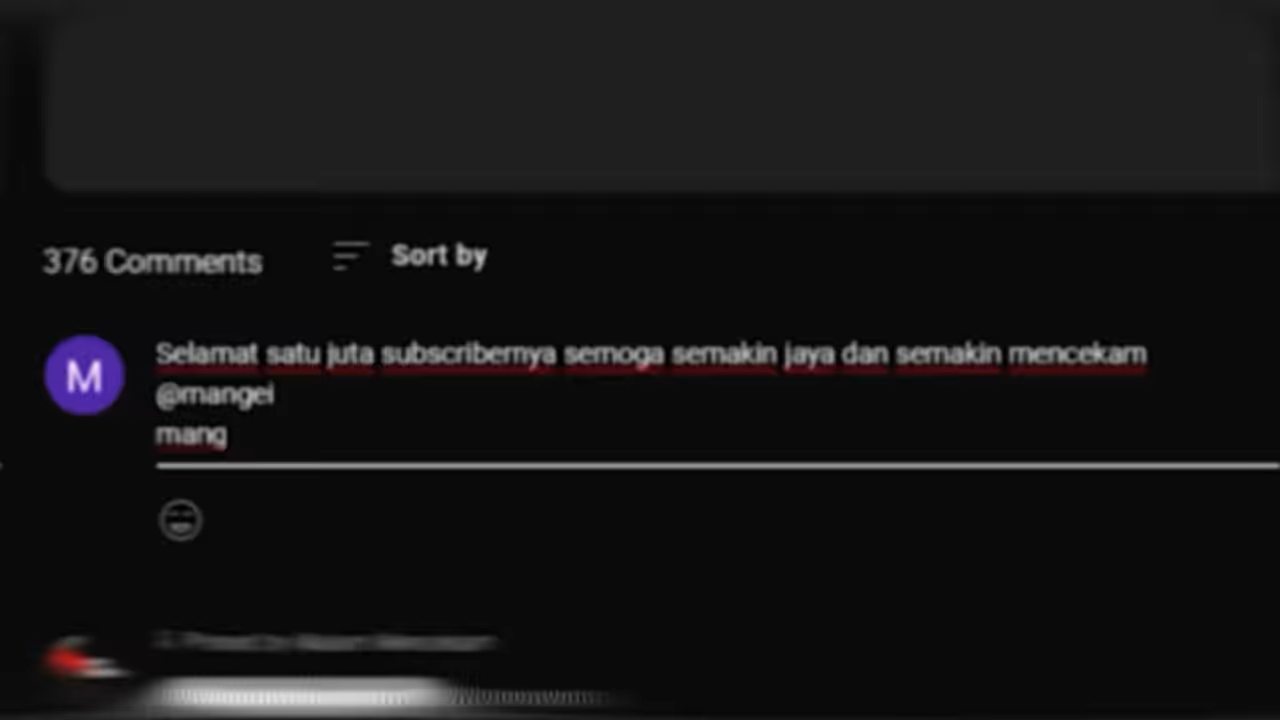 376 Comments
Sort by
M
Selamat satu juta subscribernya semoga semakin jaya dan semakin mencekam
@mangei
mang